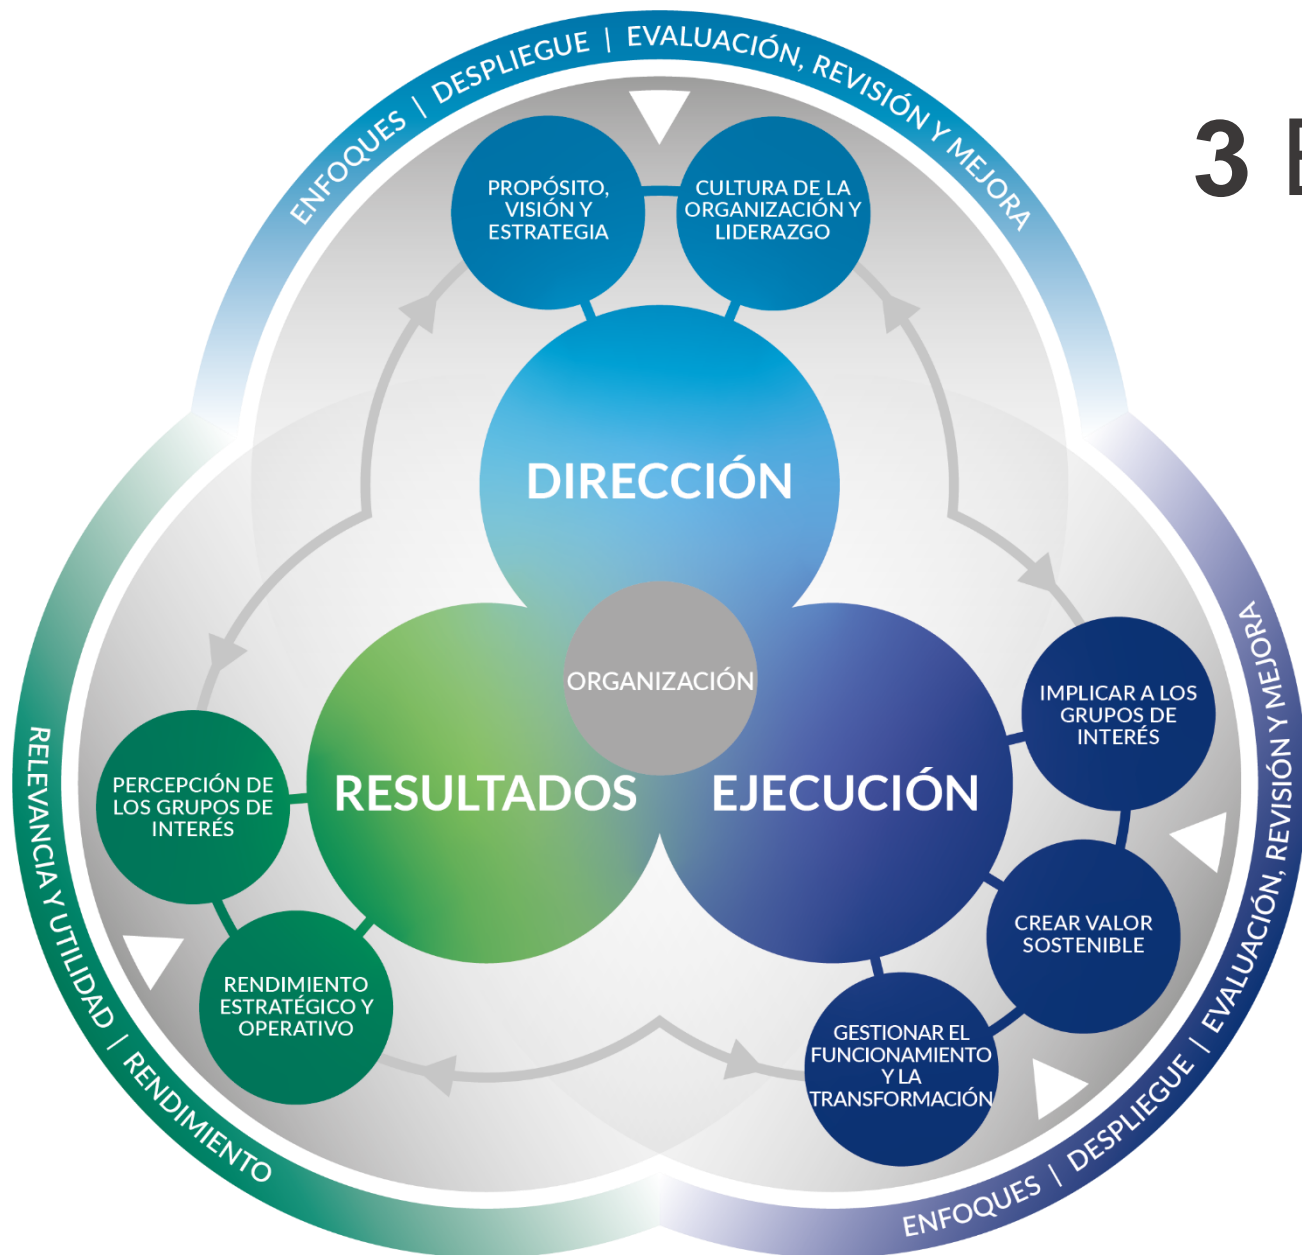 ENFOQUES | DESPLIEGUE | EVALUACIÓN, REVISIÓN Y MEJORA
3
PROPÓSITO,
VISIÓN Y
ESTRATEGIA
CULTURA DE LA
ORGANIZACIÓN Y
LIDERAZGO
DIRECCIÓN
ORGANIZACIÓN
RESULTADOS
EJECUCIÓN
IMPLICAR A LOS
GRUPOS DE
INTERÉS
CREAR VALOR
SOSTENIBLE
GESTIONAR EL
FUNCIONAMIENTO
Y LA
TRANSFORMACIÓN
PERCEPCIÓN DE
LOS GRUPOS DE
INTERÉS
RENDIMIENTO
ESTRATÉGICO Y
OPERATIVO
RELEVANCIA Y UTILIDAD | RENDIMIENTO
ENFOQUES | DESPLIEGUE | EVALUACIÓN, REVISIÓN Y MEJORA